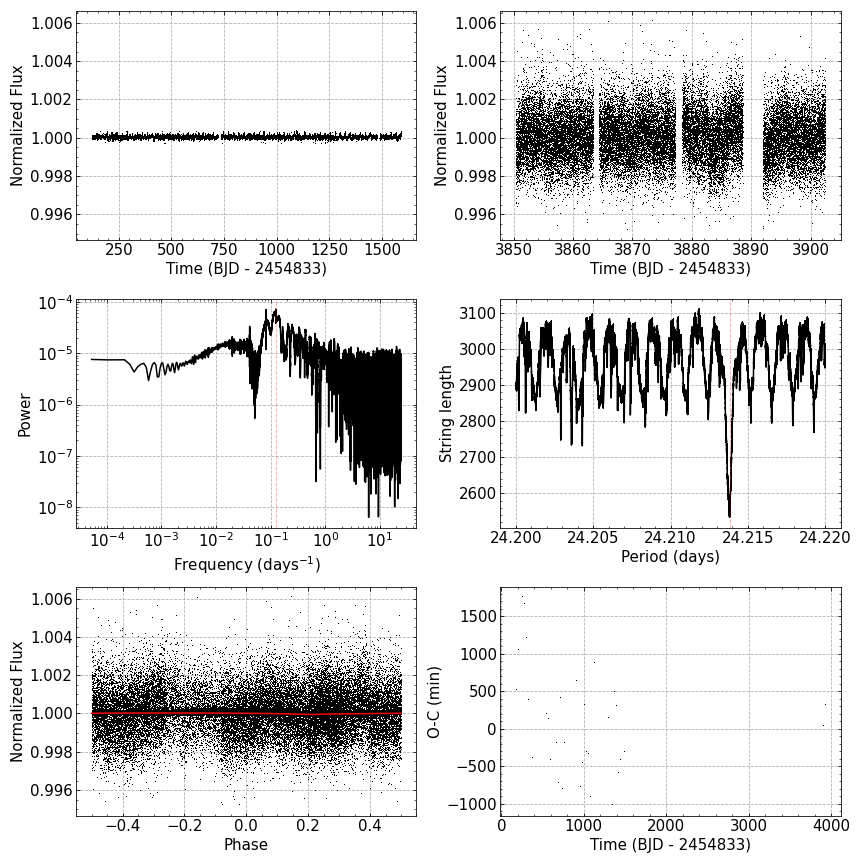 1.006
1.004
1.002
1.000
0.998
0.996
Normalized Flux
250 500 750 1000 1250 1500
Time (BJD - 2454833)
1.006
1.004
1.002
1.000
0.998
0.996
Normalized Flux
3850 3860 3870 3880 3890 3900
Time (BJD - 2454833)
10⁻⁴
10⁻⁵
10⁻⁶
10⁻⁷
10⁻⁸
Power
10⁻⁴ 10⁻³ 10⁻² 10⁻¹ 10⁰ 10¹
Frequency (days⁻¹)
3100
3000
2900
2800
2700
2600
String length
24.200 24.205 24.210 24.215 24.220
Period (days)
1.006
1.004
1.002
1.000
0.998
0.996
Normalized Flux
−0.4 −0.2 0.0 0.2 0.4
Phase
1500
1000
500
0
−500
−1000
O-C (min)
0 1000 2000 3000 4000
Time (BJD - 2454833)